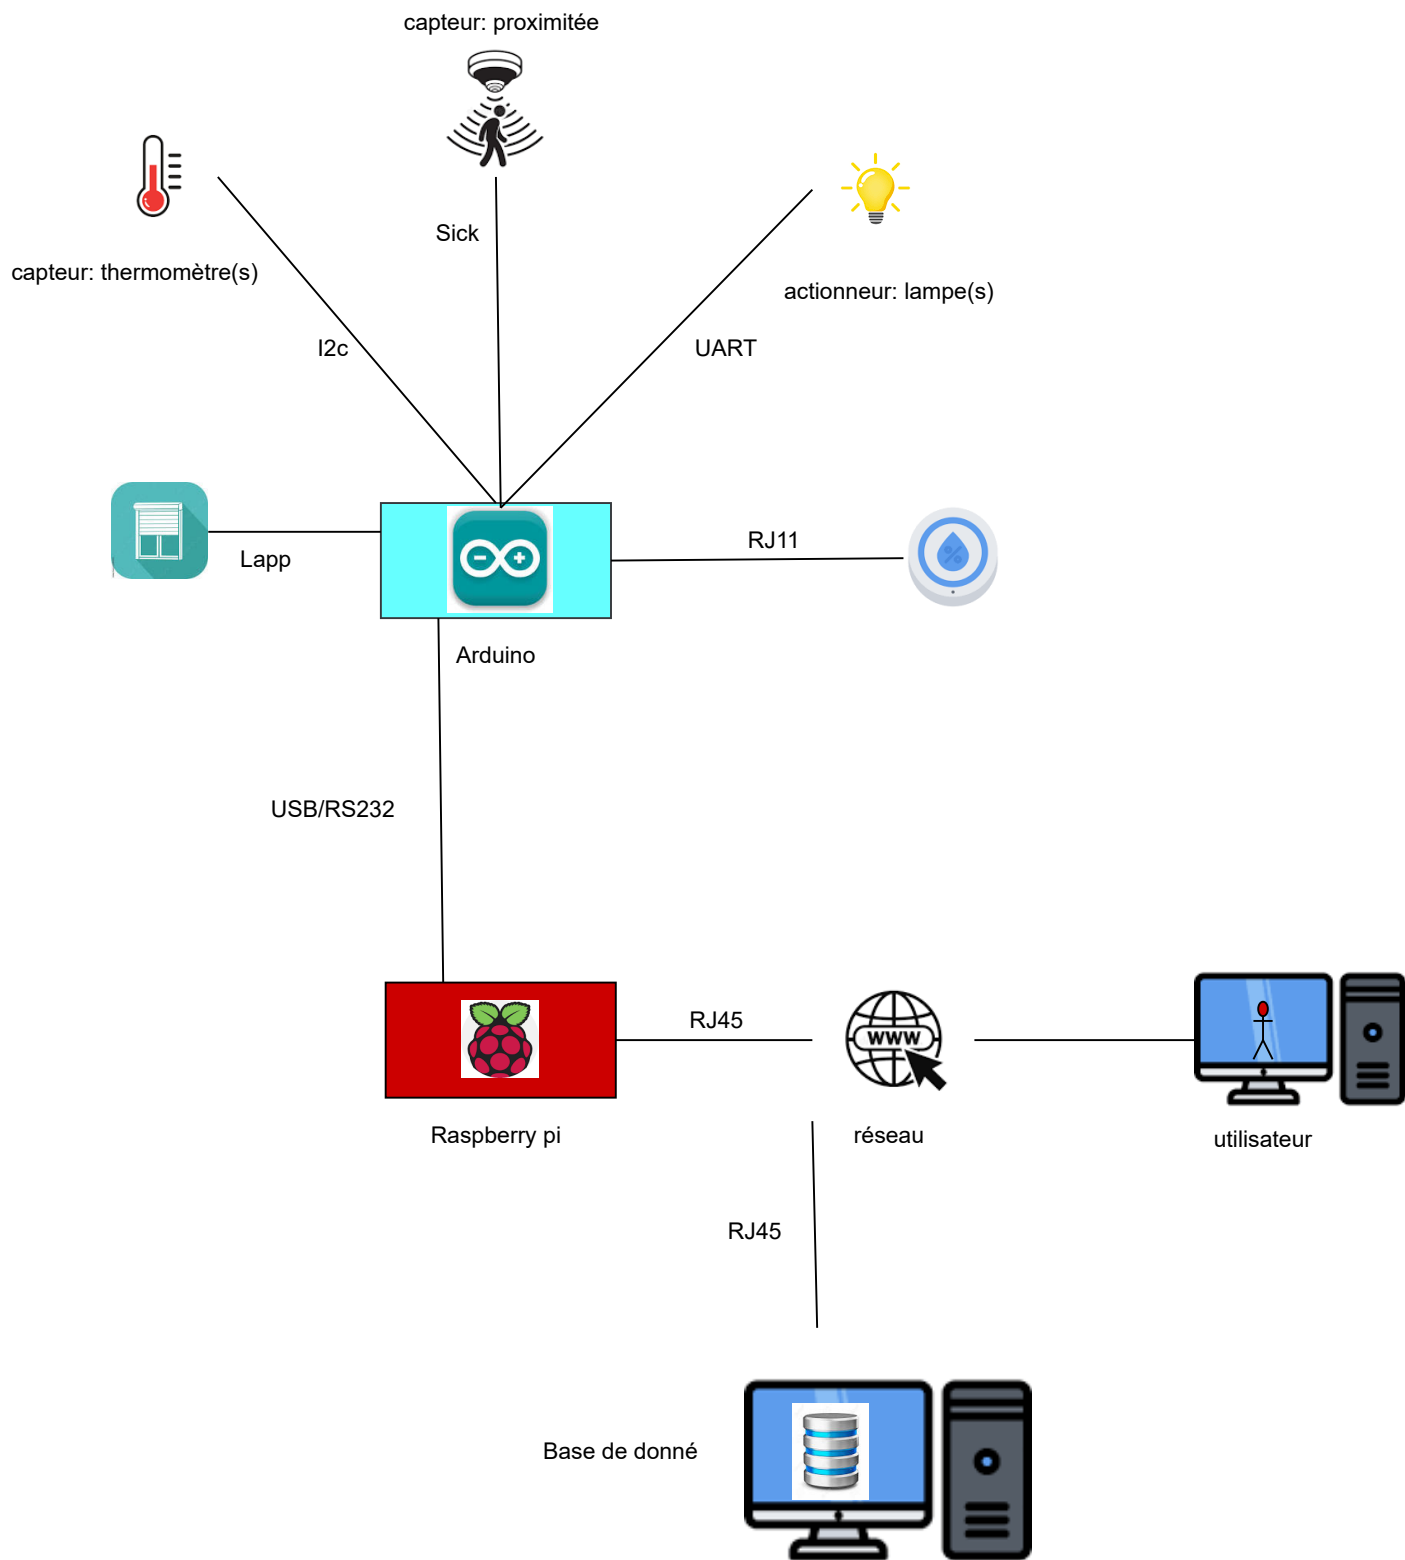 capteur: proximitée
Sick
capteur: thermomètre(s)
actionneur: lampe(s)
I2c
UART
Lapp
RJ11
Arduino
USB/RS232
RJ45
WWW
Raspberry pi
réseau
utilisateur
RJ45
Base de donné